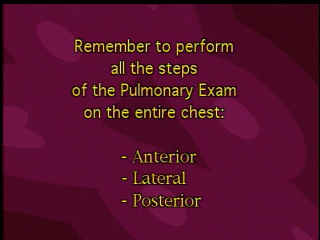 Remember to perform
all the steps
of the Pulmonary Exam
on the entire chest:
- Anterior
- Lateral
- Posterior